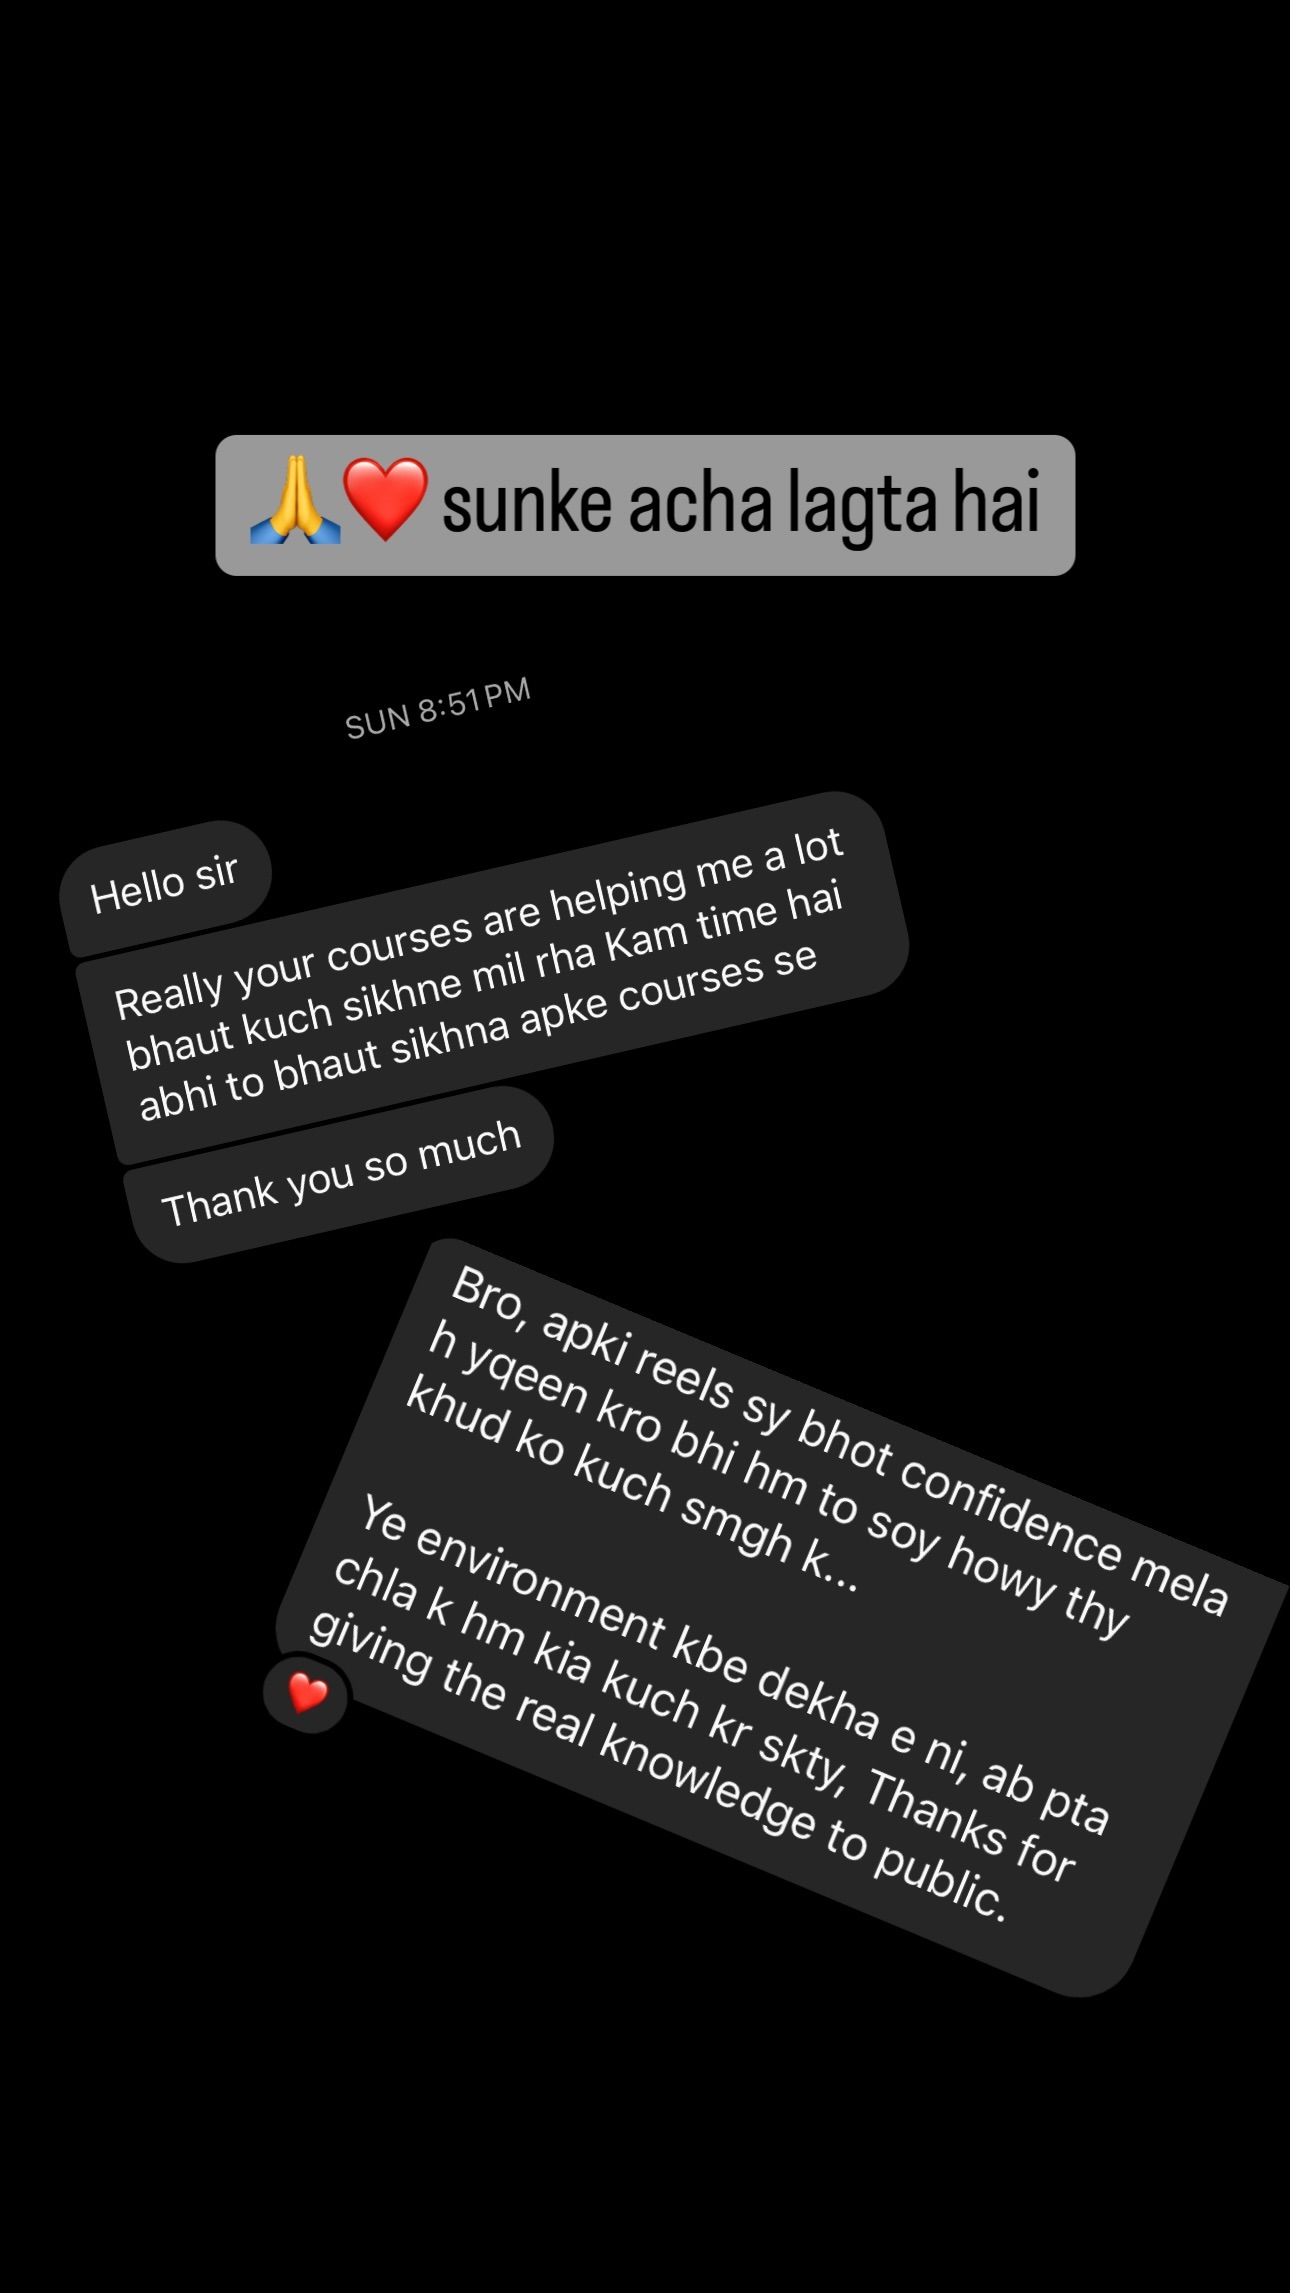 🙏❤️ sunke acha lagta hai
SUN 8:51 PM
Hello sir
Really your courses are helping me a lot
bhaut kuch sikhne mil rha Kam time hai
abhi to bhaut sikhna apke courses se
Thank you so much
Bro, apki reels sy bhot confidence mela
h yqeen kro bhi hm to soy howy thy
khud ko kuch smgh k...
Ye environment kbe dekha e ni, ab pta
chla k hm kia kuch kr skty, Thanks for
giving the real knowledge to public.
❤️